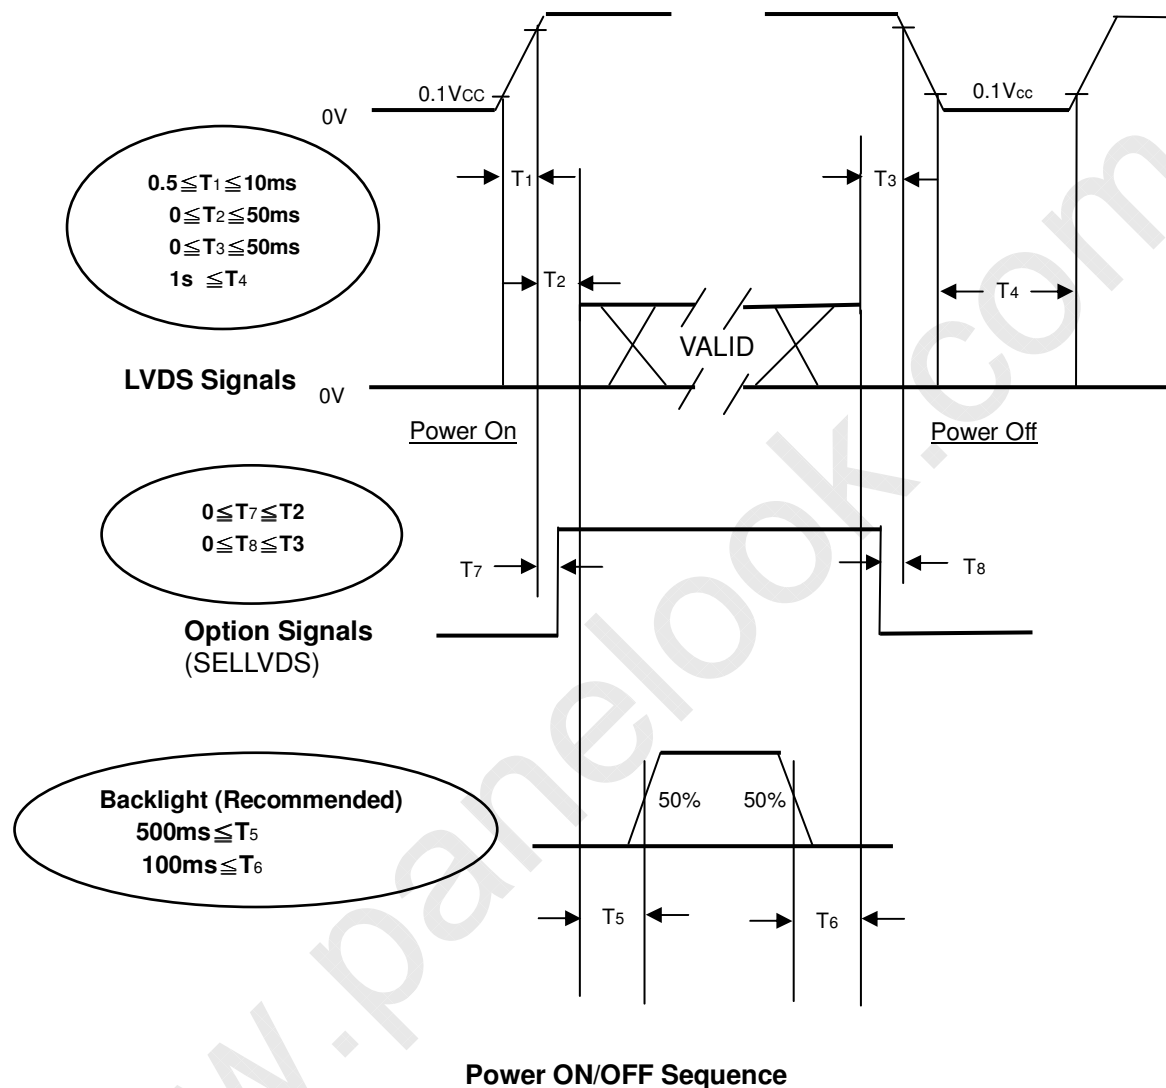 0.1VCC
0.1Vcc
0V
0.5≦T1≦10ms
0≦T2≦50ms
0≦T3≦50ms
1s ≦T4
T1
T3
T2
T4
VALID
LVDS Signals
0V
Power On
Power Off
0≦T7≦T2
0≦T8≦T3
T7
T8
Option Signals
(SELLVDS)
Backlight (Recommended)
500ms≦T5
100ms≦T6
50%
50%
T5
T6
Power ON/OFF Sequence
w.panelook.com